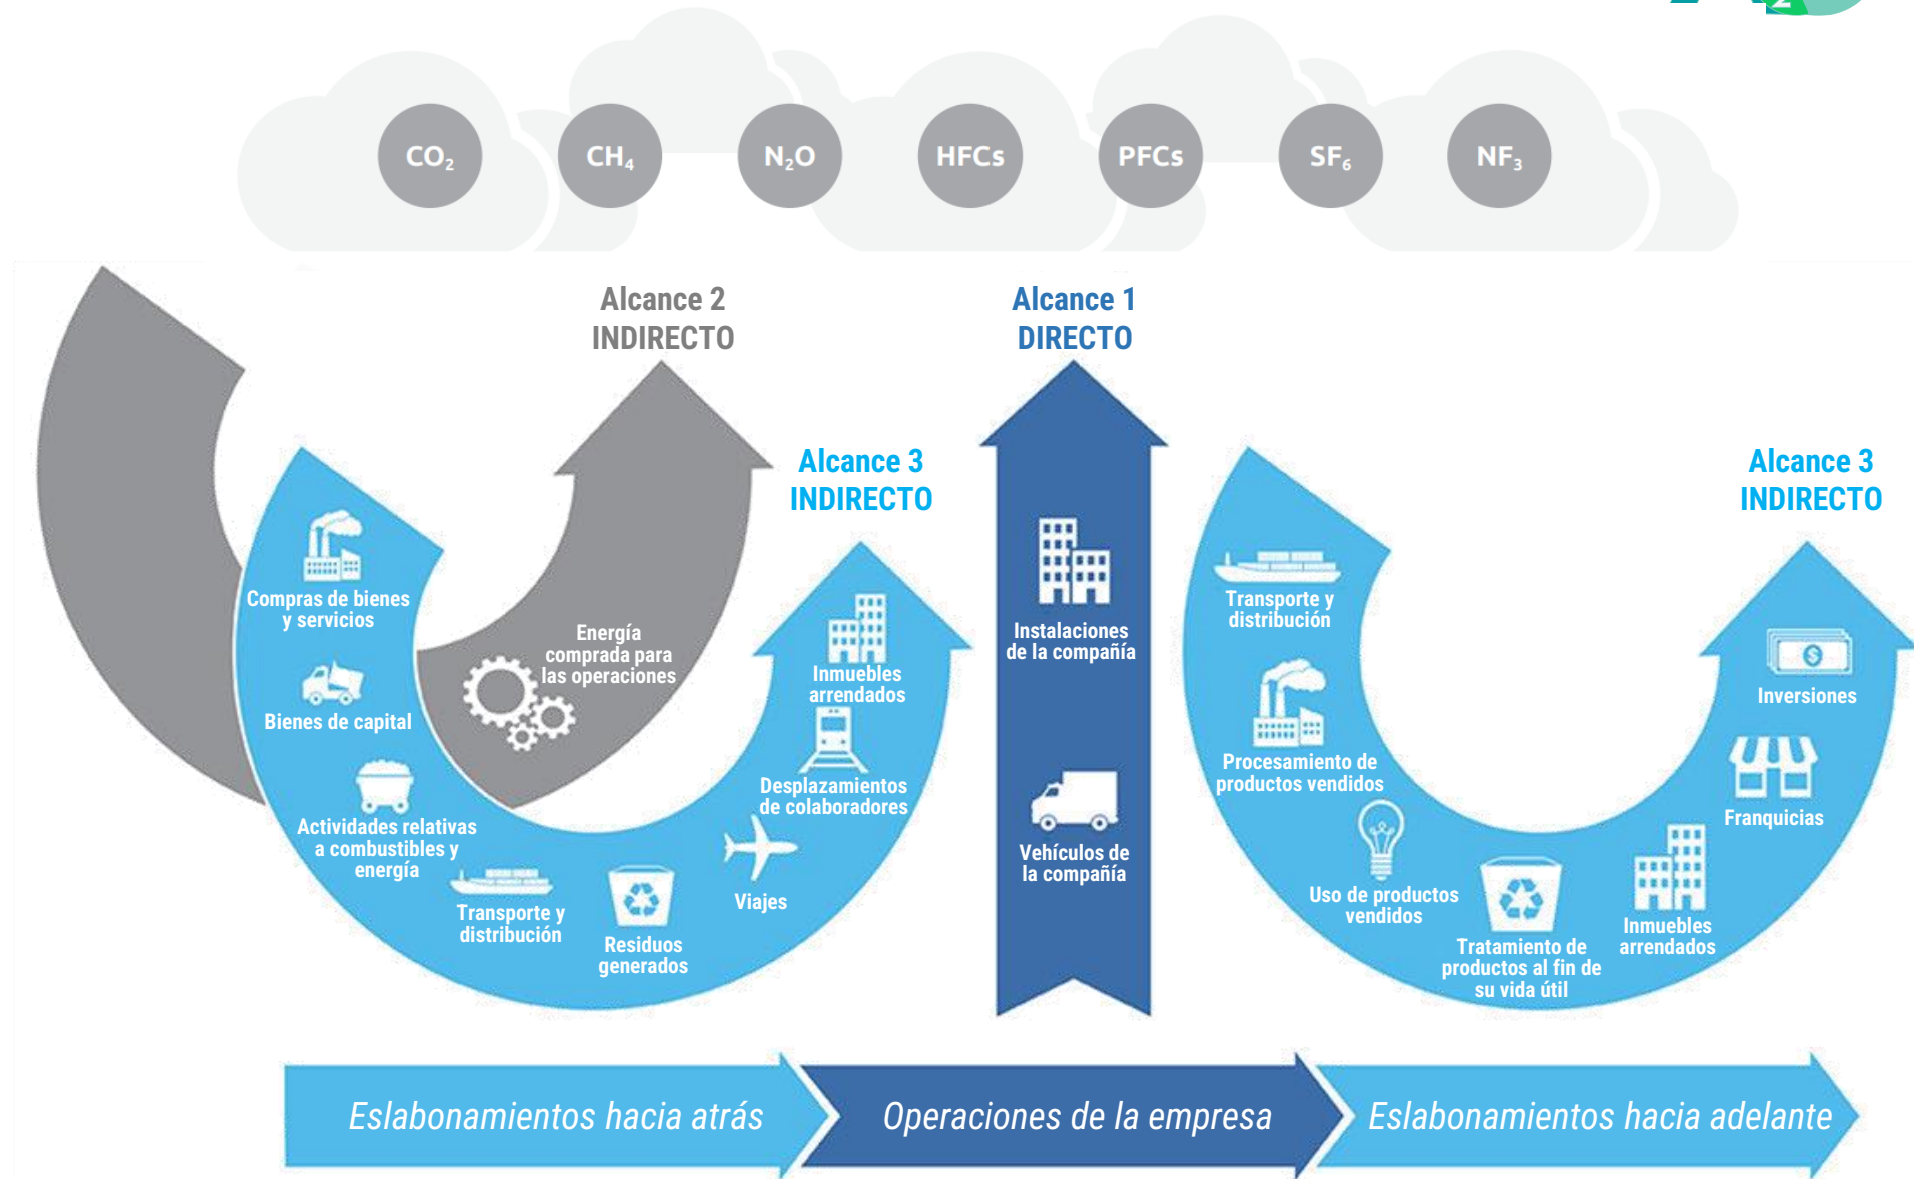 2
CO₂
CH₄
N₂O
HFCs
PFCs
SF₆
NF₃
Alcance 2
INDIRECTO
Alcance 1
DIRECTO
Alcance 3
INDIRECTO
Alcance 3
INDIRECTO
Compras de bienes
y servicios
Bienes de capital
Actividades relativas
a combustibles y
energía
Transporte y
distribución
Residuos
generados
Viajes
Desplazamientos
de colaboradores
Inmuebles
arrendados
Energía
comprada para
las operaciones
Instalaciones
de la compañía
Vehículos de
la compañía
Transporte y
distribución
Procesamiento de
productos vendidos
Uso de productos
vendidos
Tratamiento de
productos al fin de
su vida útil
Inmuebles
arrendados
Franquicias
$
Inversiones
Eslabonamientos hacia atrás
Operaciones de la empresa
Eslabonamientos hacia adelante